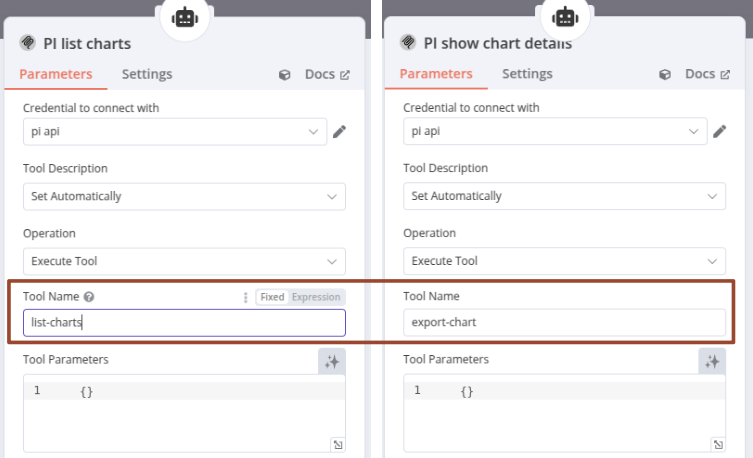 PI list charts
Parameters Settings Docs
Credential to connect with
pi api
Tool Description
Set Automatically
Operation
Execute Tool
Tool Name Fixed Expression
list-charts
Tool Parameters
1 {}
PI show chart details
Parameters Settings Docs
Credential to connect with
pi api
Tool Description
Set Automatically
Operation
Execute Tool
Tool Name
export-chart
Tool Parameters
1 {}